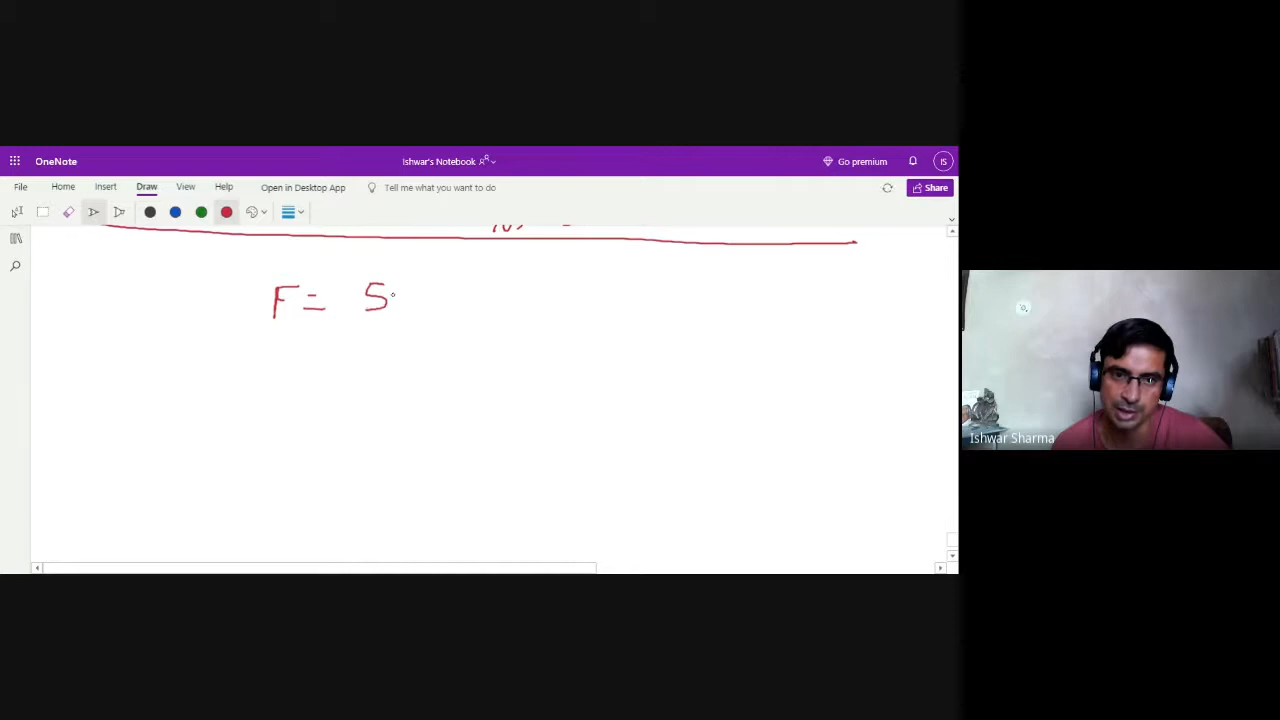 OneNote
Ishwar's Notebook
Go premium
IS
File Home Insert Draw View Help Open in Desktop App Tell me what you want to do
Share
F = 5
Ishwar Sharma